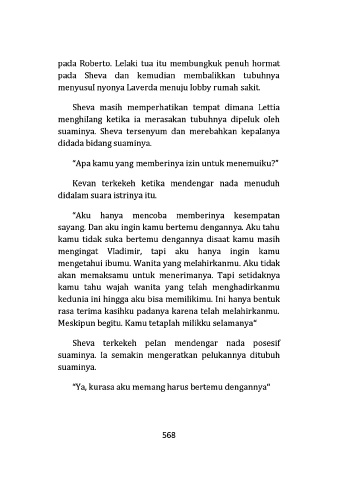 pada Roberto. Lelaki tua itu membungkuk penuh hormat
pada Sheva dan kemudian membalikkan tubuhnya
menyusul nyonya Laverda menuju lobby rumah sakit.
Sheva masih memperhatikan tempat dimana Lettia
menghilang ketika ia merasakan tubuhnya dipeluk oleh
suaminya. Sheva tersenyum dan merebahkan kepalanya
didada bidang suaminya.
"Apa kamu yang memberinya izin untuk menemuiku?"
Kevan terkekeh ketika mendengar nada menuduh
didalam suara istrinya itu.
"Aku hanya mencoba memberinya kesempatan
sayang. Dan aku ingin kamu bertemu dengannya. Aku tahu
kamu tidak suka bertemu dengannya disaat kamu masih
mengingat Vladimir, tapi aku hanya ingin kamu
mengetahui ibumu. Wanita yang melahirkanmu. Aku tidak
akan memaksamu untuk menerimanya. Tapi setidaknya
kamu tahu wajah wanita yang telah menghadirkanmu
kedunia ini hingga aku bisa memilikimu. Ini hanya bentuk
rasa terima kasihku padanya karena telah melahirkanmu.
Meskipun begitu. Kamu tetaplah milikku selamanya"
Sheva terkekeh pelan mendengar nada posesif
suaminya. Ia semakin mengeratkan pelukannya ditubuh
suaminya.
"Ya, kurasa aku memang harus bertemu dengannya"
568